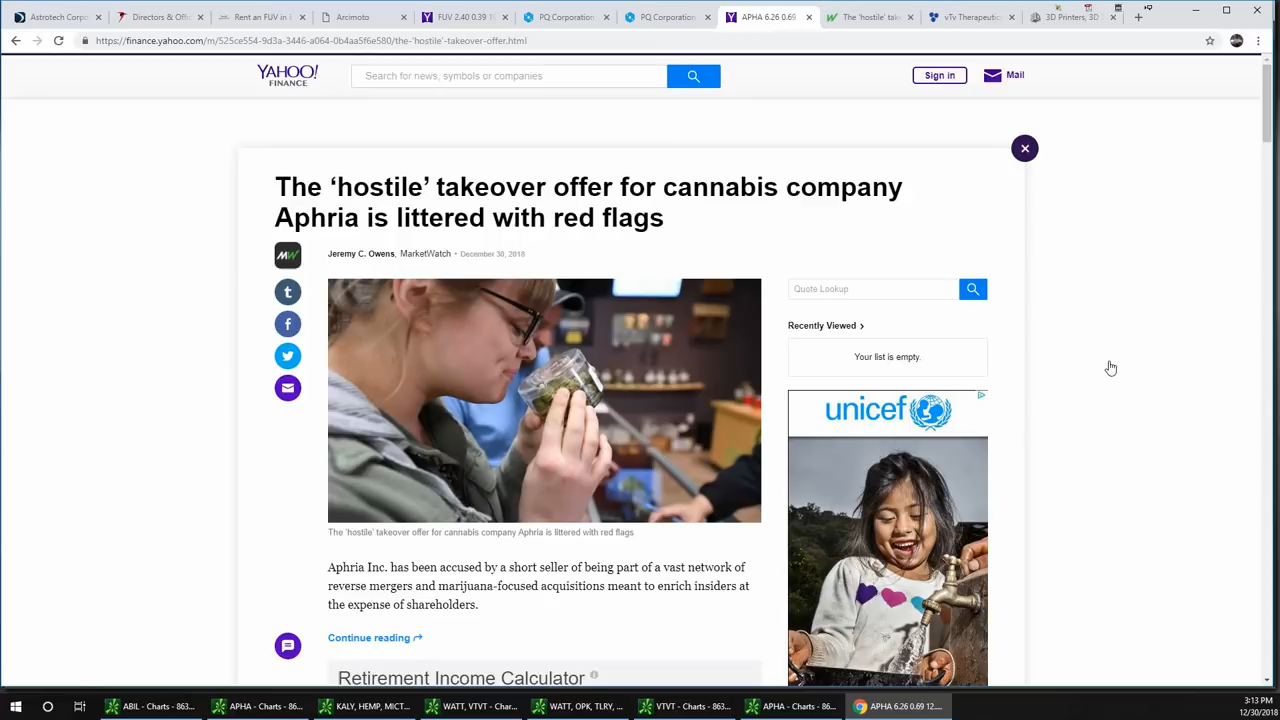 Astrotech Corpor
Directors & Offic
Rent an FUV in K
Arcimoto
FUV 2.40 0.39 19
PQ Corporation
PQ Corporation
APHA 6.26 0.69
The 'hostile' take
vTv Therapeutics
3D Printers, 3D
https://finance.yahoo.com/m/525ce554-9d3a-3446-a064-0b4aa5f6e580/the-'hostile'-takeover-offer.html
YAHOO!
FINANCE
Search for news, symbols or companies
Sign in
Mail
The ‘hostile’ takeover offer for cannabis company
Aphria is littered with red flags
MW
Jeremy C. Owens, MarketWatch • December 30, 2018
Quote Lookup
Recently Viewed
Your list is empty.
unicef
The ‘hostile’ takeover offer for cannabis company Aphria is littered with red flags
Aphria Inc. has been accused by a short seller of being part of a vast network of
reverse mergers and marijuana-focused acquisitions meant to enrich insiders at
the expense of shareholders.
Continue reading
Retirement Income Calculator
ABIL - Charts - 863...
APHA - Charts - 86...
KALY, HEMP, MICT...
WATT, VTVT - Char...
WATT, OPK, TLRY, ...
VTVT - Charts - 863...
APHA - Charts - 86...
APHA 6.26 0.69 12...
3:13 PM
12/30/2018